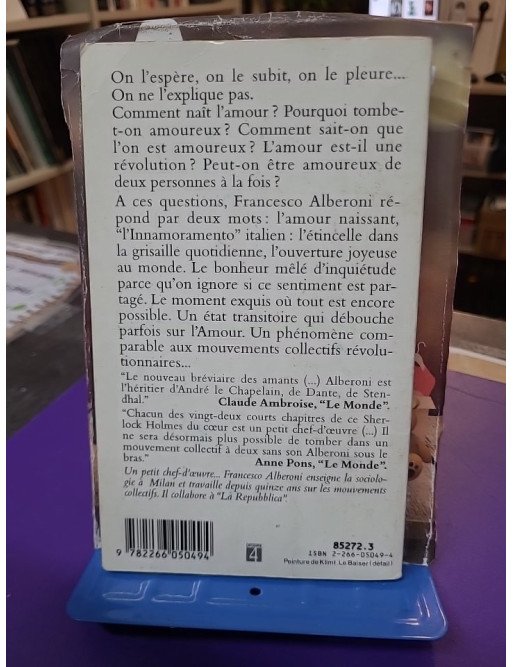 On l'espère, on le subit, on le pleure...
On ne l'explique pas.
Comment naît l'amour ? Pourquoi tombe-
t-on amoureux ? Comment sait-on que
l'on est amoureux ? L'amour est-il une
révolution ? Peut-on être amoureux de
deux personnes à la fois ?
A ces questions, Francesco Alberoni ré-
pond par deux mots : l'amour naissant,
“l'Innamoramento” italien : l'étincelle dans
la grisaille quotidienne, l'ouverture joyeuse
au monde. Le bonheur mêlé d'inquiétude
parce qu'on ignore si ce sentiment est par-
tagé. Le moment exquis où tout est encore
possible. Un état transitoire qui débouche
parfois sur l'Amour. Un phénomène com-
parable aux mouvements collectifs révolu-
tionnaires...
“Le nouveau bréviaire des amants (...) Alberoni est
l'héritier d'André le Chapelain, de Dante, de Sten-
dhal.” Claude Ambroise, “Le Monde”.
“Chacun des vingt-deux courts chapitres de ce Sher-
lock Holmes du cœur est un petit chef-d'œuvre (...) Il
ne sera désormais plus possible de tomber dans un
mouvement collectif à deux sans son Alberoni sous le
bras.” Anne Pons, “Le Monde”.
Un petit chef-d'œuvre... Francesco Alberoni enseigne la sociolo-
gie à Milan et travaille depuis quinze ans sur les mouvements
collectifs. Il collabore à “La Repubblica”.
9 782266 050494
4
85272.3
ISBN 2-266-05049-4
Peinture de Klimt. Le Baiser (détail)